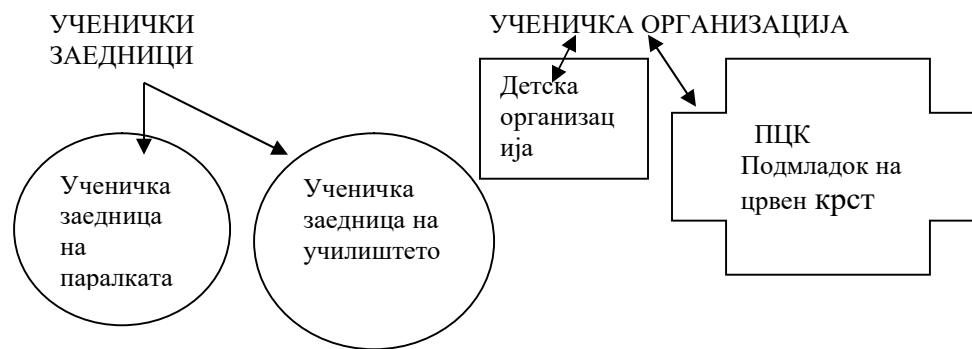 УЧЕНИЧКИ
ЗАЕДНИЦИ
УЧЕНИЧКА ОРГАНИЗАЦИЈА
Ученичка
заедница
на
паралката
Ученичка
заедница на
училиштето
Детска
организац
ија
ПЦК
Подмладок на
црвен крст